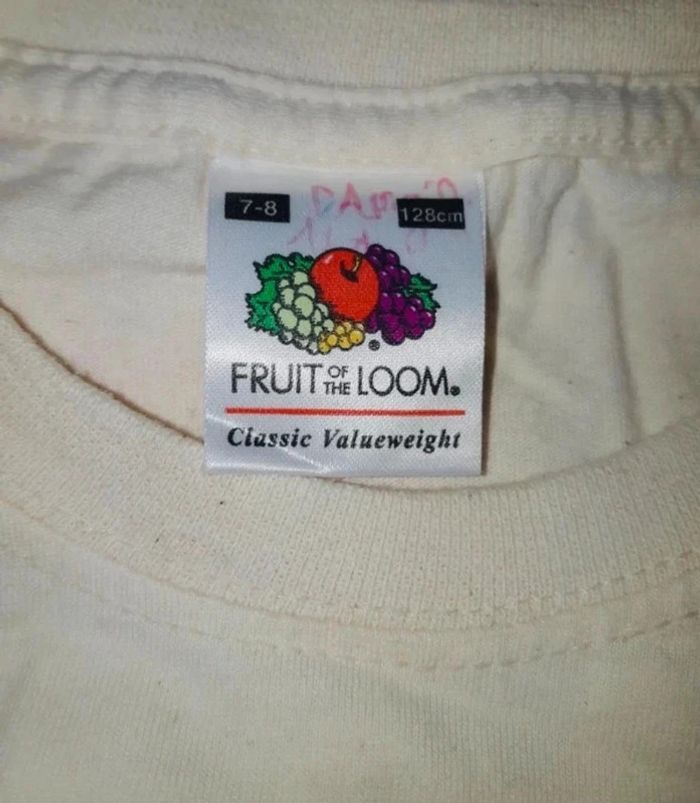 7-8 128cm
FRUIT OF THE LOOM®
Classic Valueweight